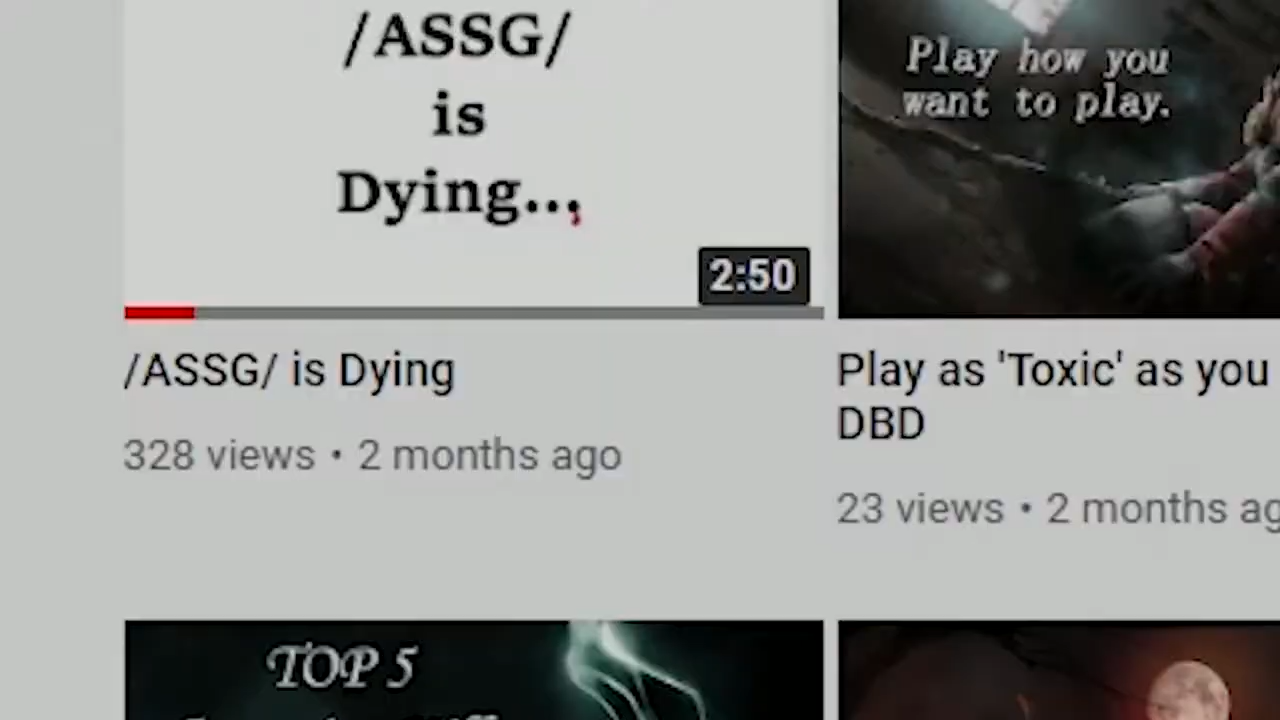 /ASSG/
is
Dying...
2:50
/ASSG/ is Dying
328 views • 2 months ago
Play how you
want to play.
Play as 'Toxic' as you
DBD
23 views • 2 months
TOP 5